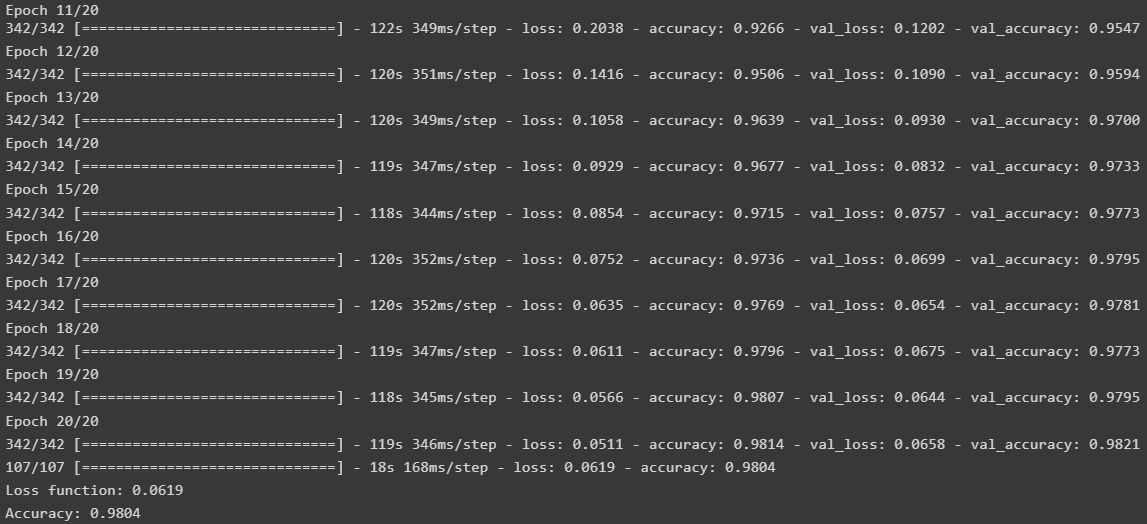 Epoch 11/20
342/342 [==============================] - 122s 349ms/step - loss: 0.2038 - accuracy: 0.9266 - val_loss: 0.1202 - val_accuracy: 0.9547
Epoch 12/20
342/342 [==============================] - 120s 351ms/step - loss: 0.1416 - accuracy: 0.9506 - val_loss: 0.1090 - val_accuracy: 0.9594
Epoch 13/20
342/342 [==============================] - 120s 349ms/step - loss: 0.1058 - accuracy: 0.9639 - val_loss: 0.0930 - val_accuracy: 0.9700
Epoch 14/20
342/342 [==============================] - 119s 347ms/step - loss: 0.0929 - accuracy: 0.9677 - val_loss: 0.0832 - val_accuracy: 0.9733
Epoch 15/20
342/342 [==============================] - 118s 344ms/step - loss: 0.0854 - accuracy: 0.9715 - val_loss: 0.0757 - val_accuracy: 0.9773
Epoch 16/20
342/342 [==============================] - 120s 352ms/step - loss: 0.0752 - accuracy: 0.9736 - val_loss: 0.0699 - val_accuracy: 0.9795
Epoch 17/20
342/342 [==============================] - 120s 352ms/step - loss: 0.0635 - accuracy: 0.9769 - val_loss: 0.0654 - val_accuracy: 0.9781
Epoch 18/20
342/342 [==============================] - 119s 347ms/step - loss: 0.0611 - accuracy: 0.9796 - val_loss: 0.0675 - val_accuracy: 0.9773
Epoch 19/20
342/342 [==============================] - 118s 345ms/step - loss: 0.0566 - accuracy: 0.9807 - val_loss: 0.0644 - val_accuracy: 0.9795
Epoch 20/20
342/342 [==============================] - 119s 346ms/step - loss: 0.0511 - accuracy: 0.9814 - val_loss: 0.0658 - val_accuracy: 0.9821
107/107 [==============================] - 18s 168ms/step - loss: 0.0619 - accuracy: 0.9804
Loss function: 0.0619
Accuracy: 0.9804